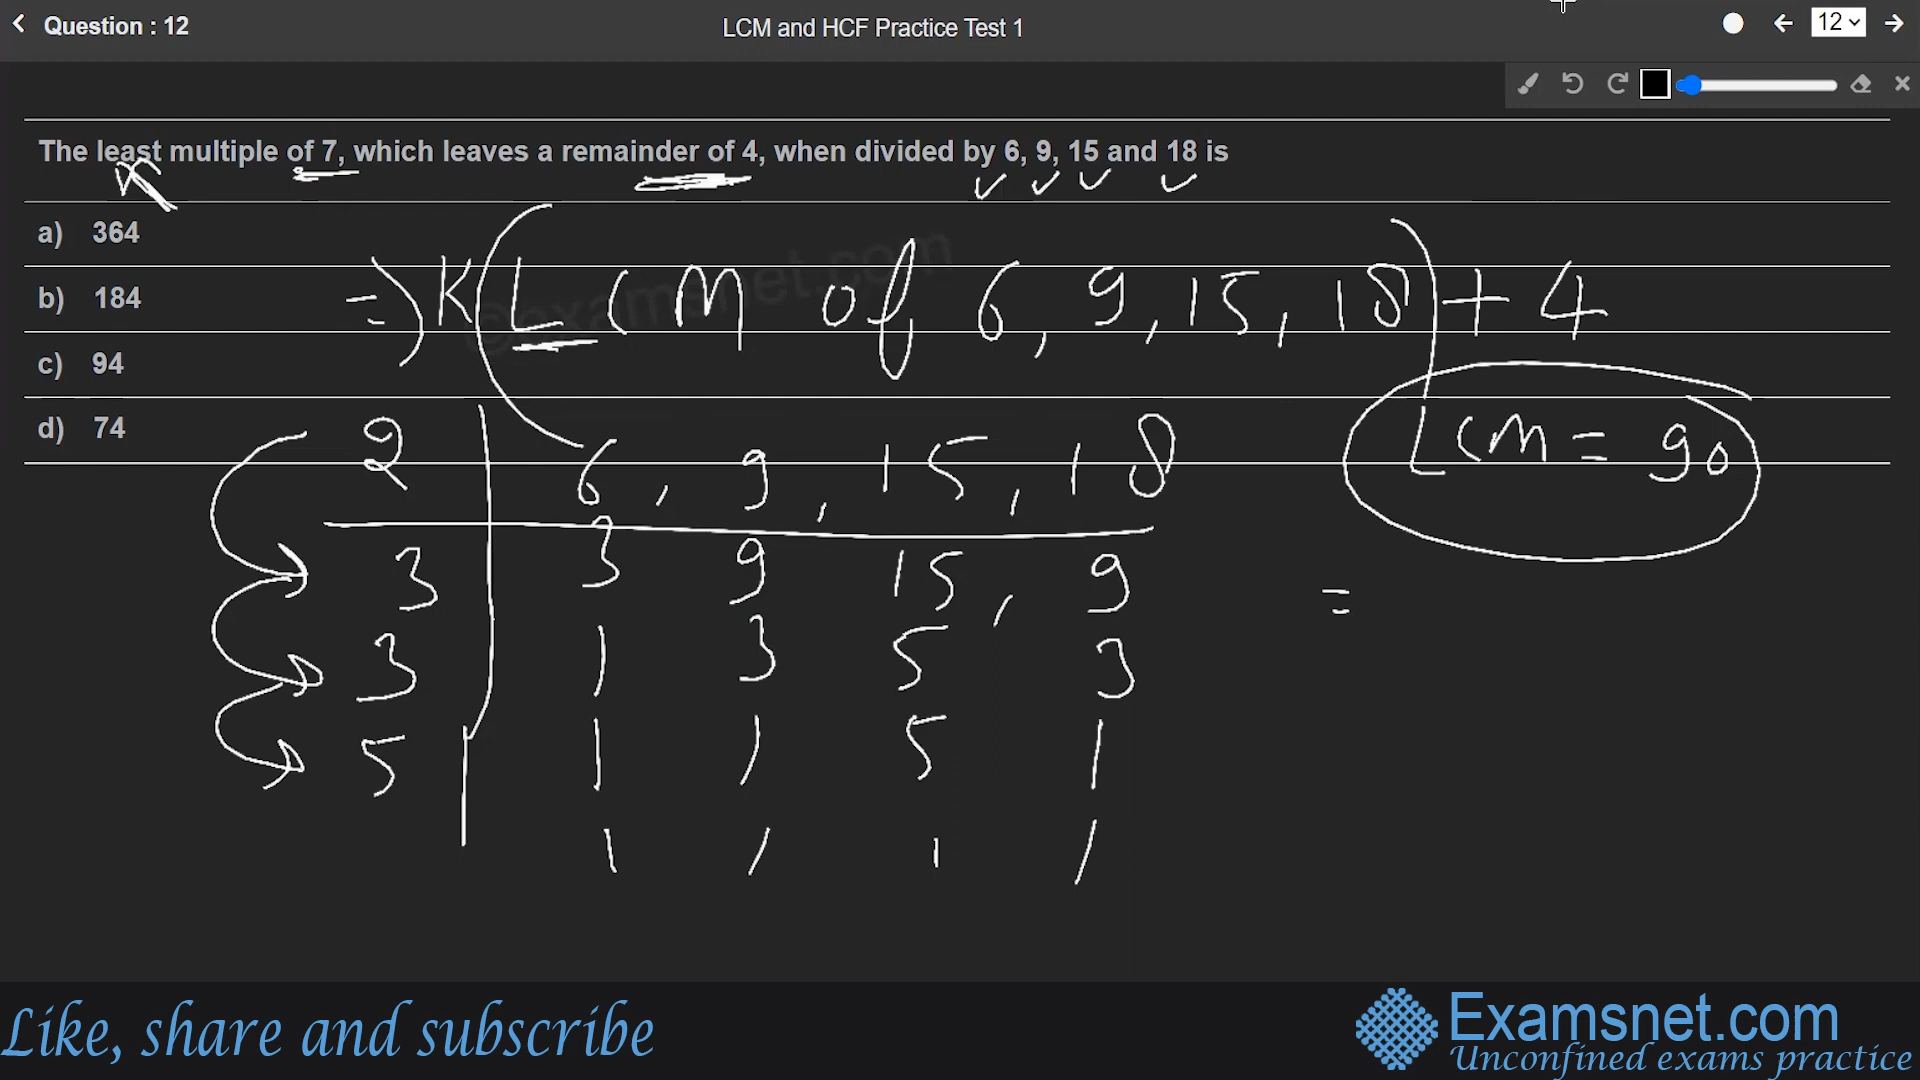 Question : 12
LCM and HCF Practice Test 1
12
The least multiple of 7, which leaves a remainder of 4, when divided by 6, 9, 15 and 18 is
a) 364
b) 184
c) 94
d) 74
©examsnet.com
=) K( LCM of 6, 9, 15, 18) + 4
LCM = 90
2 | 6, 9, 15, 18
3 | 3 9 15, 9
3 | 1 3 5 3
5 | 1 1 5 1
1 1 1 1
=
Like, share and subscribe
Examsnet.com
Unconfined exams practice